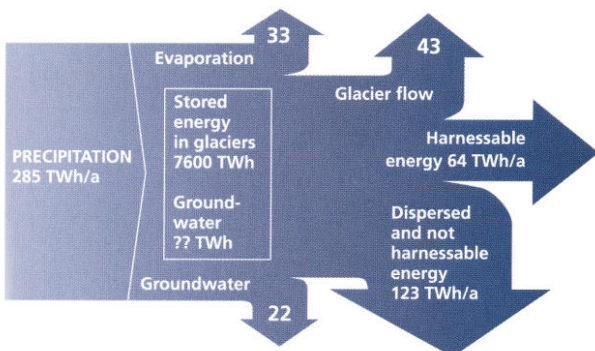 33
Evaporation
43
Glacier flow
Stored
energy
in glaciers
7600 TWh
PRECIPITATION
285 TWh/a
Harnessable
energy 64 TWh/a
Ground-
water
?? TWh
Dispersed
and not
harnessable
energy
123 TWh/a
Groundwater
22